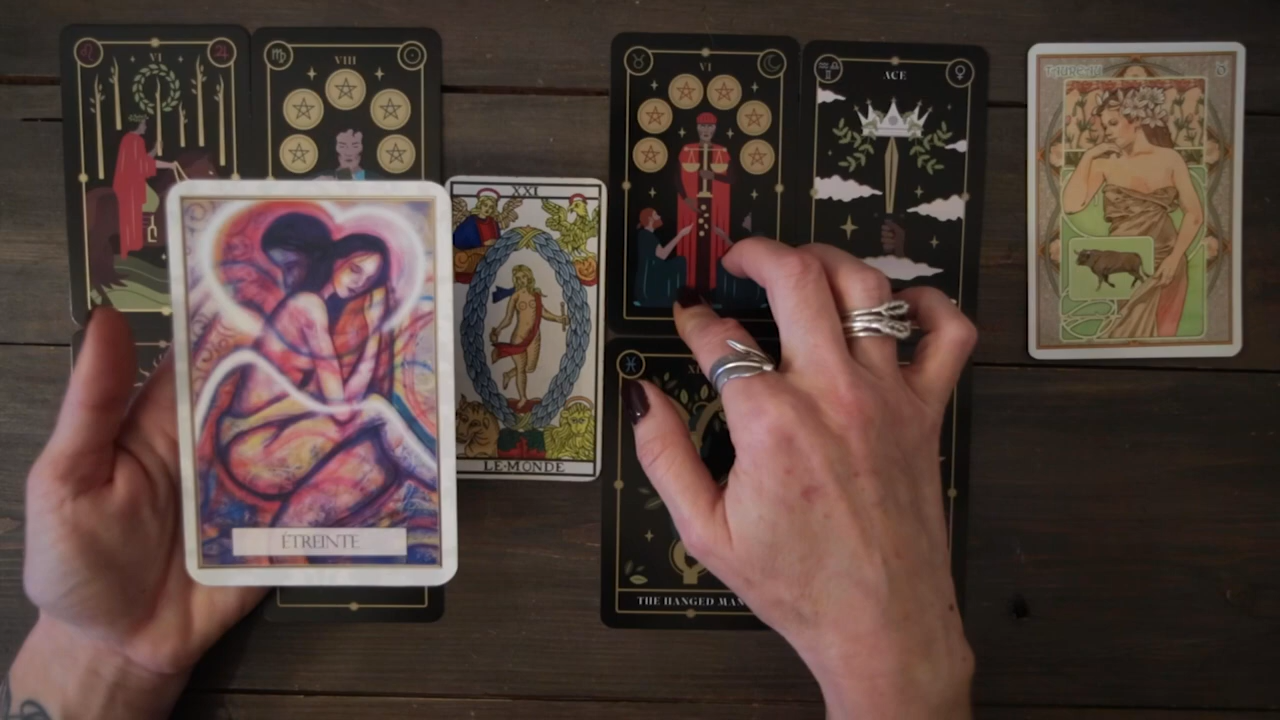 VI
VIII
XXI
LE•MONDE
ÉTREINTE
VI
ACE
THE HANGED MAN
TAUREAU